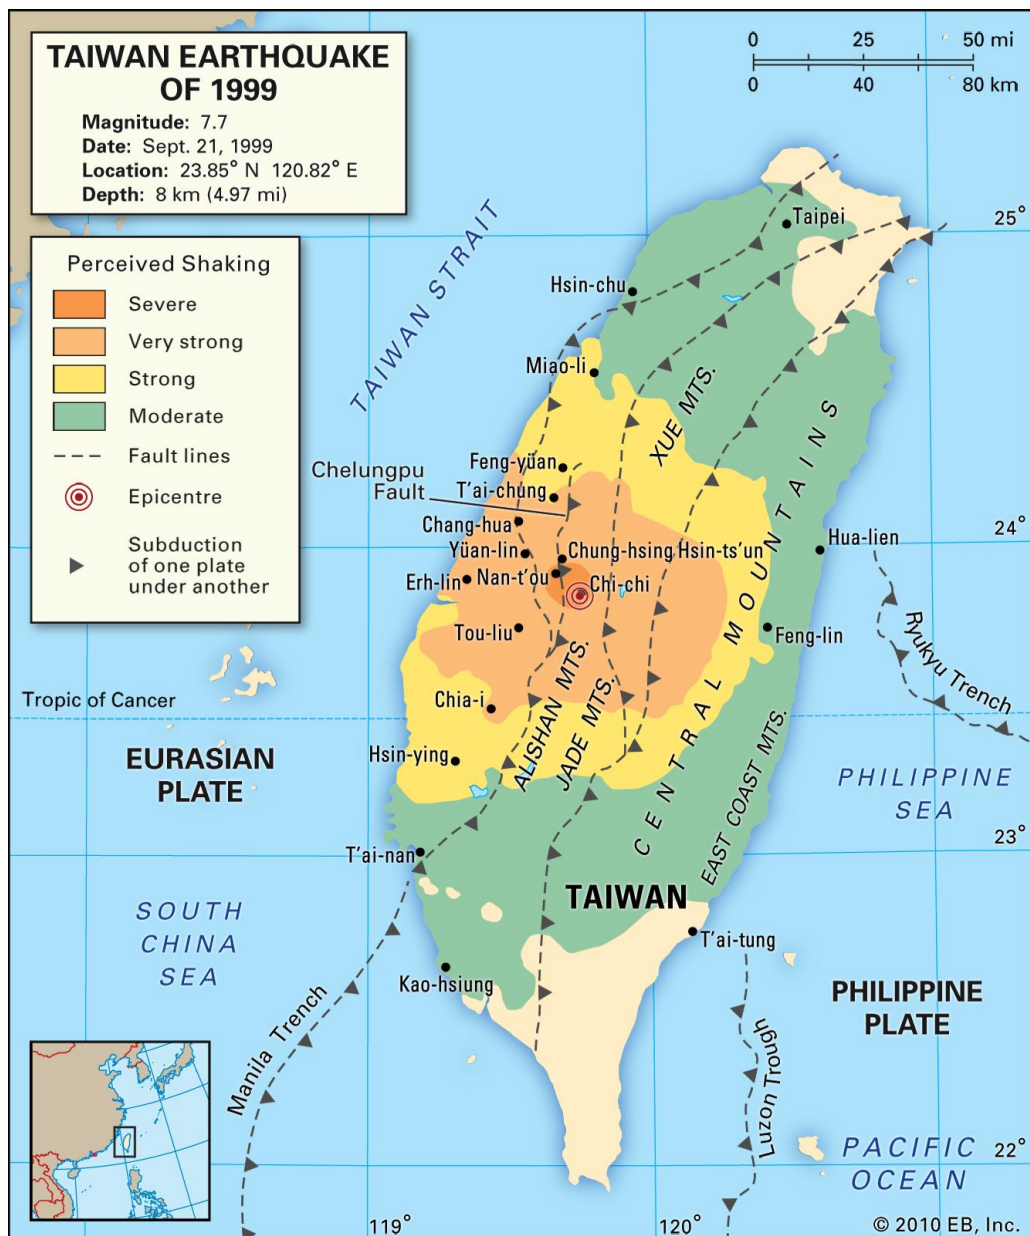 TAIWAN EARTHQUAKE
OF 1999
Magnitude: 7.7
Date: Sept. 21, 1999
Location: 23.85° N 120.82° E
Depth: 8 km (4.97 mi)
0 25 50 mi
0 40 80 km
Perceived Shaking
Severe
Very strong
Strong
Moderate
Fault lines
Epicentre
Subduction
of one plate
under another
TAIWAN STRAIT
Taipei
25°
Hsin-chu
Miao-li
XUE MTS.
Feng-yüan
Chelungpu
Fault
T'ai-chung
Chang-hua
24°
Hua-lien
Yüan-lin
Chung-hsing Hsin-ts'un
Erh-lin
Nan-t'ou
Chi-chi
Tou-liu
Feng-lin
CENTRAL MOUNTAINS
Ryukyu Trench
ALISHAN MTS.
JADE MTS.
Tropic of Cancer
Chia-i
EURASIAN
PLATE
Hsin-ying
EAST COAST MTS.
PHILIPPINE
SEA
23°
T'ai-nan
TAIWAN
SOUTH
CHINA
SEA
T'ai-tung
Kao-hsiung
PHILIPPINE
PLATE
Manila Trench
Luzon Trough
PACIFIC
OCEAN
22°
119°
120°
© 2010 EB, Inc.